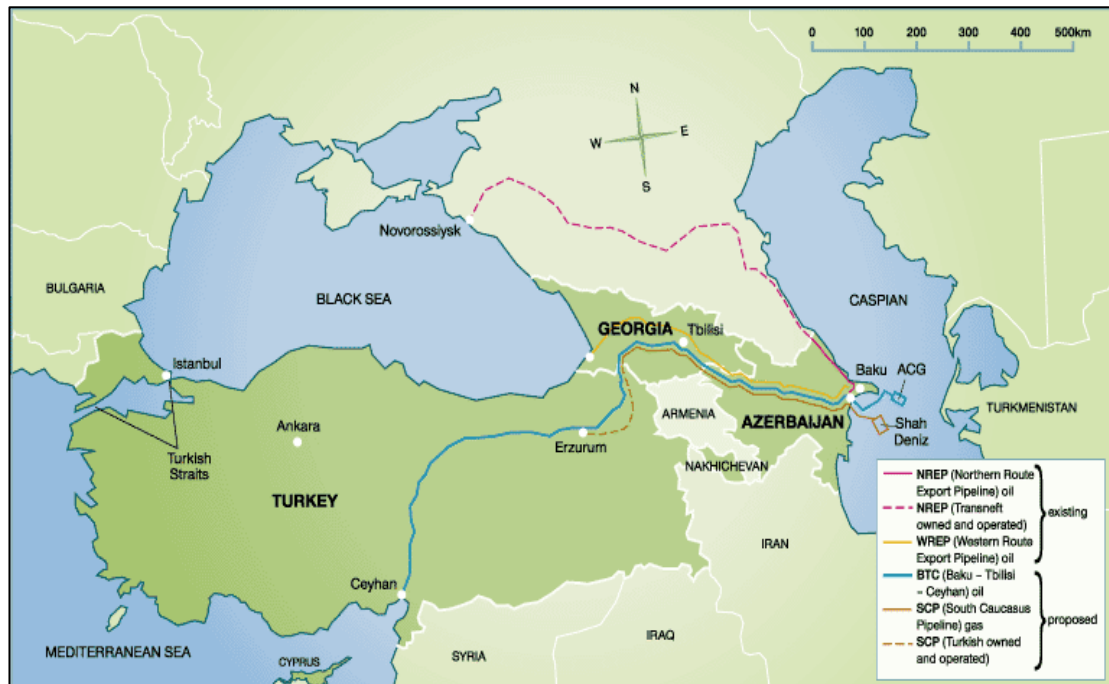 0 100 200 300 400 500km
N
W E
S
Novorossiysk
BULGARIA
BLACK SEA
CASPIAN
GEORGIA
T'bilisi
Istanbul
Baku
ACG
ARMENIA
AZERBAIJAN
TURKMENISTAN
Shah
Deniz
Ankara
Erzurum
Turkish
Straits
NAKHICHEVAN
TURKEY
IRAN
Ceyhan
IRAQ
SYRIA
MEDITERRANEAN SEA
CYPRUS
NREP (Northern Route
Export Pipeline) oil
NREP (Transneft
owned and operated)
existing
WREP (Western Route
Export Pipeline) oil
BTC (Baku – Tbilisi
– Ceyhan) oil
SCP (South Caucasus
Pipeline) gas
proposed
SCP (Turkish owned
and operated)